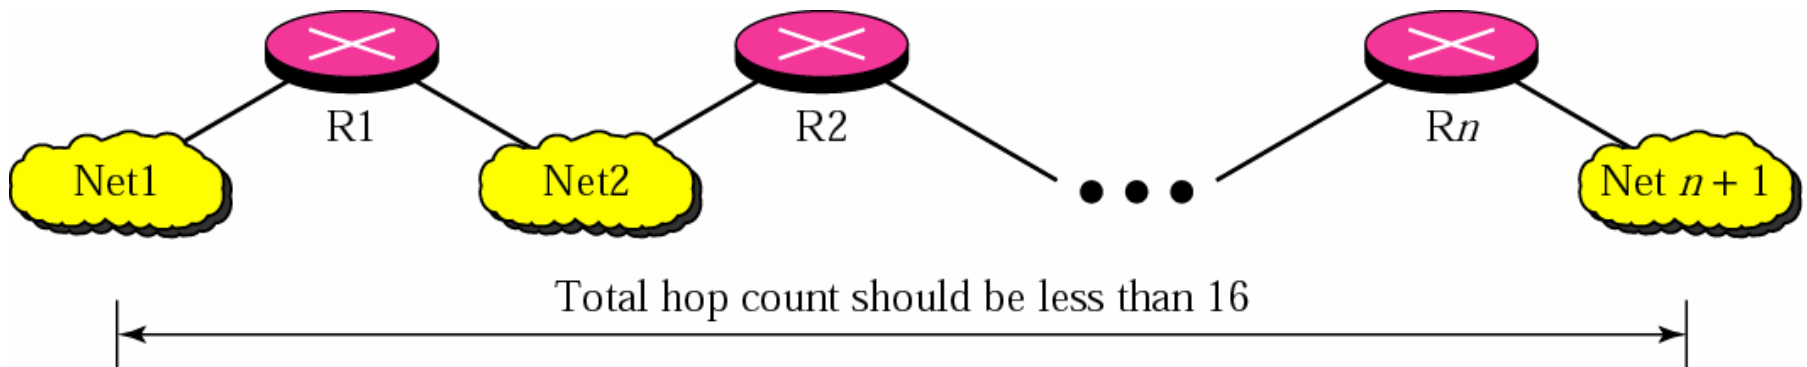 R1
R2
Rn
Net1
Net2
Net n + 1
Total hop count should be less than 16